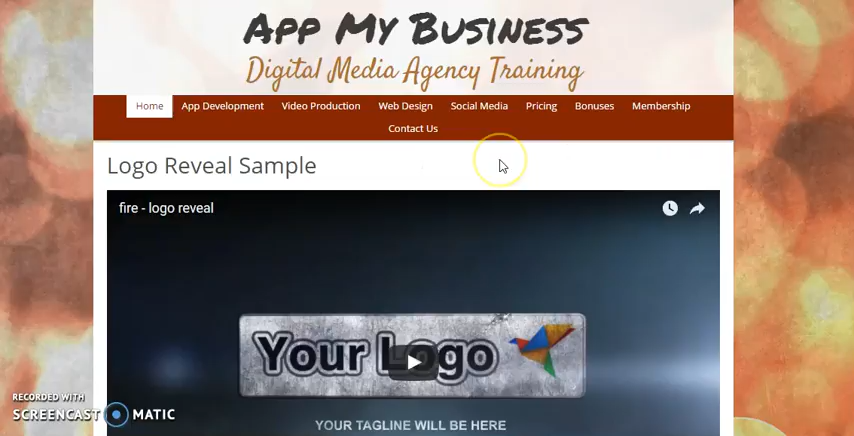 App My Business
Digital Media Agency Training
Home App Development Video Production Web Design Social Media Pricing Bonuses Membership
Contact Us
Logo Reveal Sample
fire - logo reveal
Your Logo
YOUR TAGLINE WILL BE HERE
RECORDED WITH
SCREENCAST MATIC